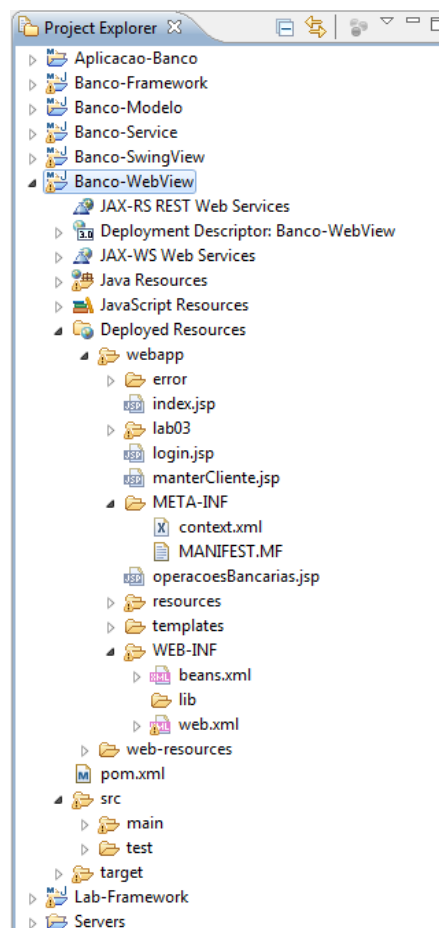 Project Explorer
Aplicacao-Banco
Banco-Framework
Banco-Modelo
Banco-Service
Banco-SwingView
Banco-WebView
JAX-RS REST Web Services
Deployment Descriptor: Banco-WebView
JAX-WS Web Services
Java Resources
JavaScript Resources
Deployed Resources
webapp
error
index.jsp
lab03
login.jsp
manterCliente.jsp
META-INF
context.xml
MANIFEST.MF
operacoesBancarias.jsp
resources
templates
WEB-INF
beans.xml
lib
web.xml
web-resources
pom.xml
src
main
test
target
Lab-Framework
Servers